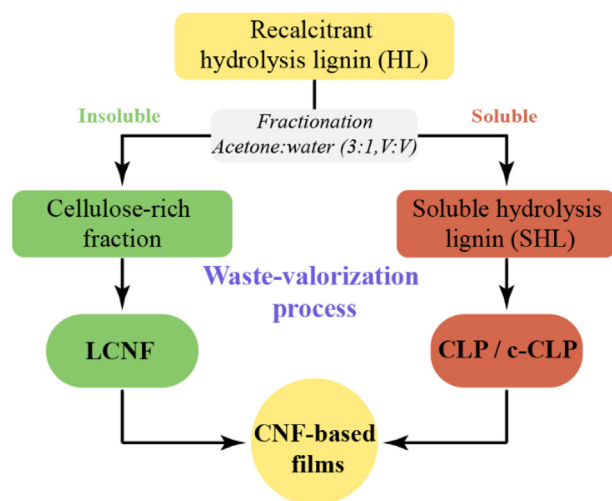 Recalcitrant
hydrolysis lignin (HL)
Insoluble
Soluble
Fractionation
Acetone:water (3:1,V:V)
Cellulose-rich
fraction
Soluble hydrolysis
lignin (SHL)
Waste-valorization
process
LCNF
CLP / c-CLP
CNF-based
films